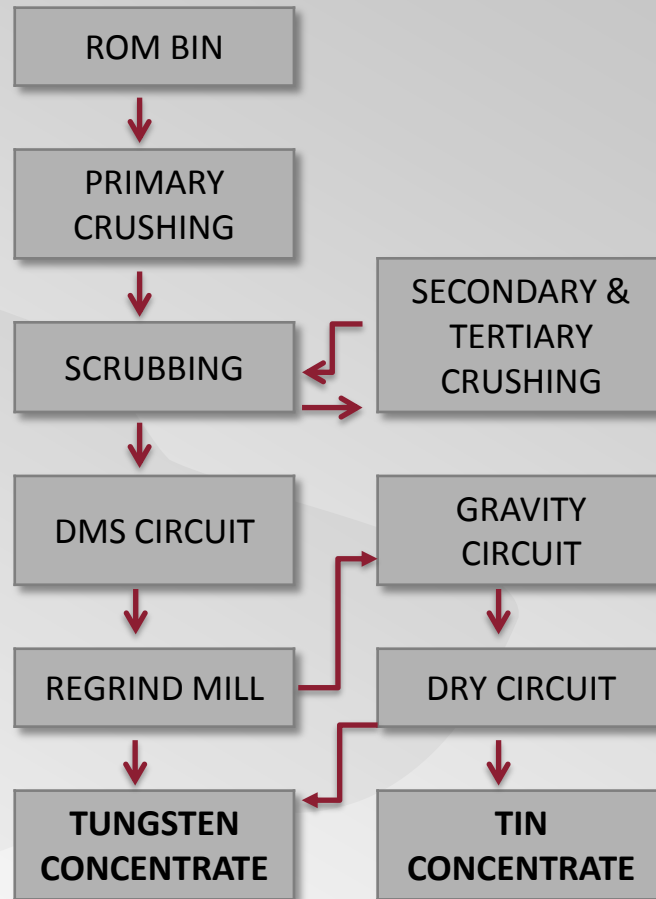 ROM BIN
PRIMARY
CRUSHING
SCRUBBING
SECONDARY &
TERTIARY
CRUSHING
DMS CIRCUIT
GRAVITY
CIRCUIT
REGRIND MILL
DRY CIRCUIT
TUNGSTEN
CONCENTRATE
TIN
CONCENTRATE